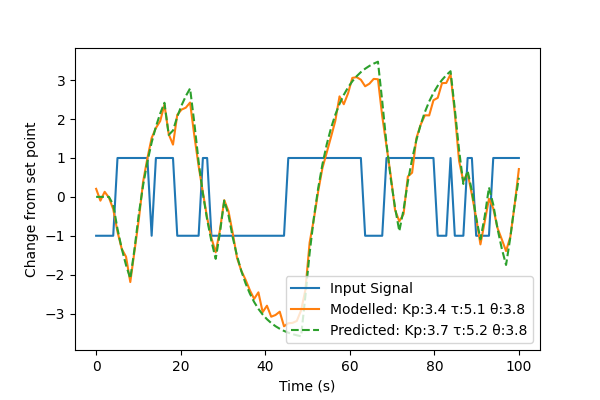 Change from set point
3
2
1
0
−1
−2
−3
Input Signal
Modelled: Kp:3.4 τ:5.1 θ:3.8
Predicted: Kp:3.7 τ:5.2 θ:3.8
0 20 40 60 80 100
Time (s)